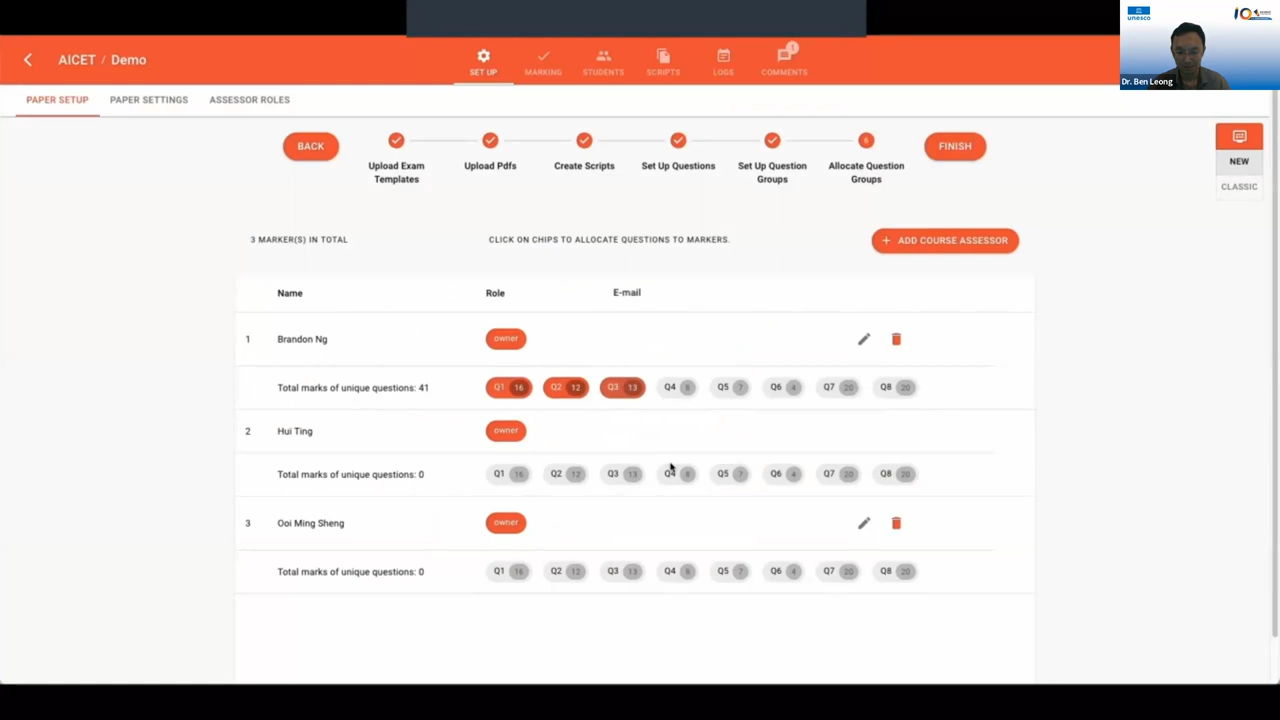 AICET / Demo
SET UP
MARKING
STUDENTS
SCRIPTS
LOGS
1
COMMENTS
unesco
Dr. Ben Leong
PAPER SETUP
PAPER SETTINGS
ASSESSOR ROLES
BACK
Upload Exam Templates
Upload Pdfs
Create Scripts
Set Up Questions
Set Up Question Groups
6
Allocate Question Groups
FINISH
NEW
CLASSIC
3 MARKER(S) IN TOTAL
CLICK ON CHIPS TO ALLOCATE QUESTIONS TO MARKERS.
+ ADD COURSE ASSESSOR
Name Role E-mail
1 Brandon Ng owner
Total marks of unique questions: 41 Q1 16 Q2 12 Q3 13 Q4 8 Q5 7 Q6 4 Q7 20 Q8 20
2 Hui Ting owner
Total marks of unique questions: 0 Q1 16 Q2 12 Q3 13 Q4 8 Q5 7 Q6 4 Q7 20 Q8 20
3 Ooi Ming Sheng owner
Total marks of unique questions: 0 Q1 16 Q2 12 Q3 13 Q4 8 Q5 7 Q6 4 Q7 20 Q8 20